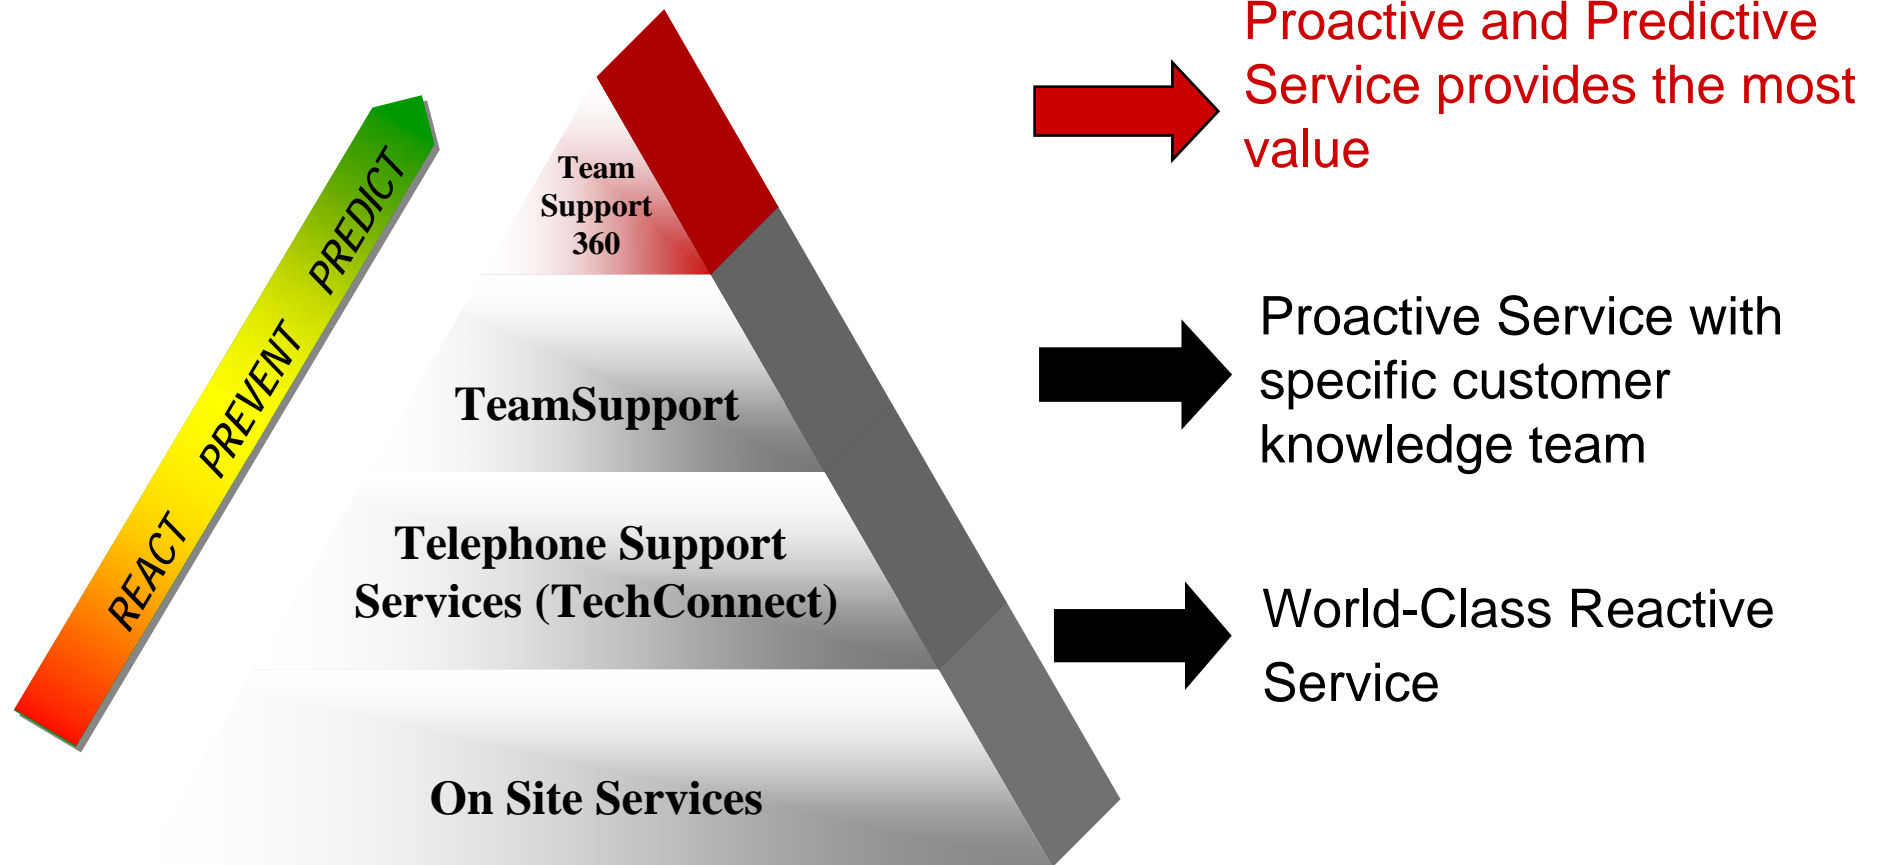 Proactive and Predictive
Service provides the most
value
PREDICT
PREVENT
REACT
Team
Support
360
TeamSupport
Proactive Service with
specific customer
knowledge team
Telephone Support
Services (TechConnect)
World-Class Reactive
Service
On Site Services